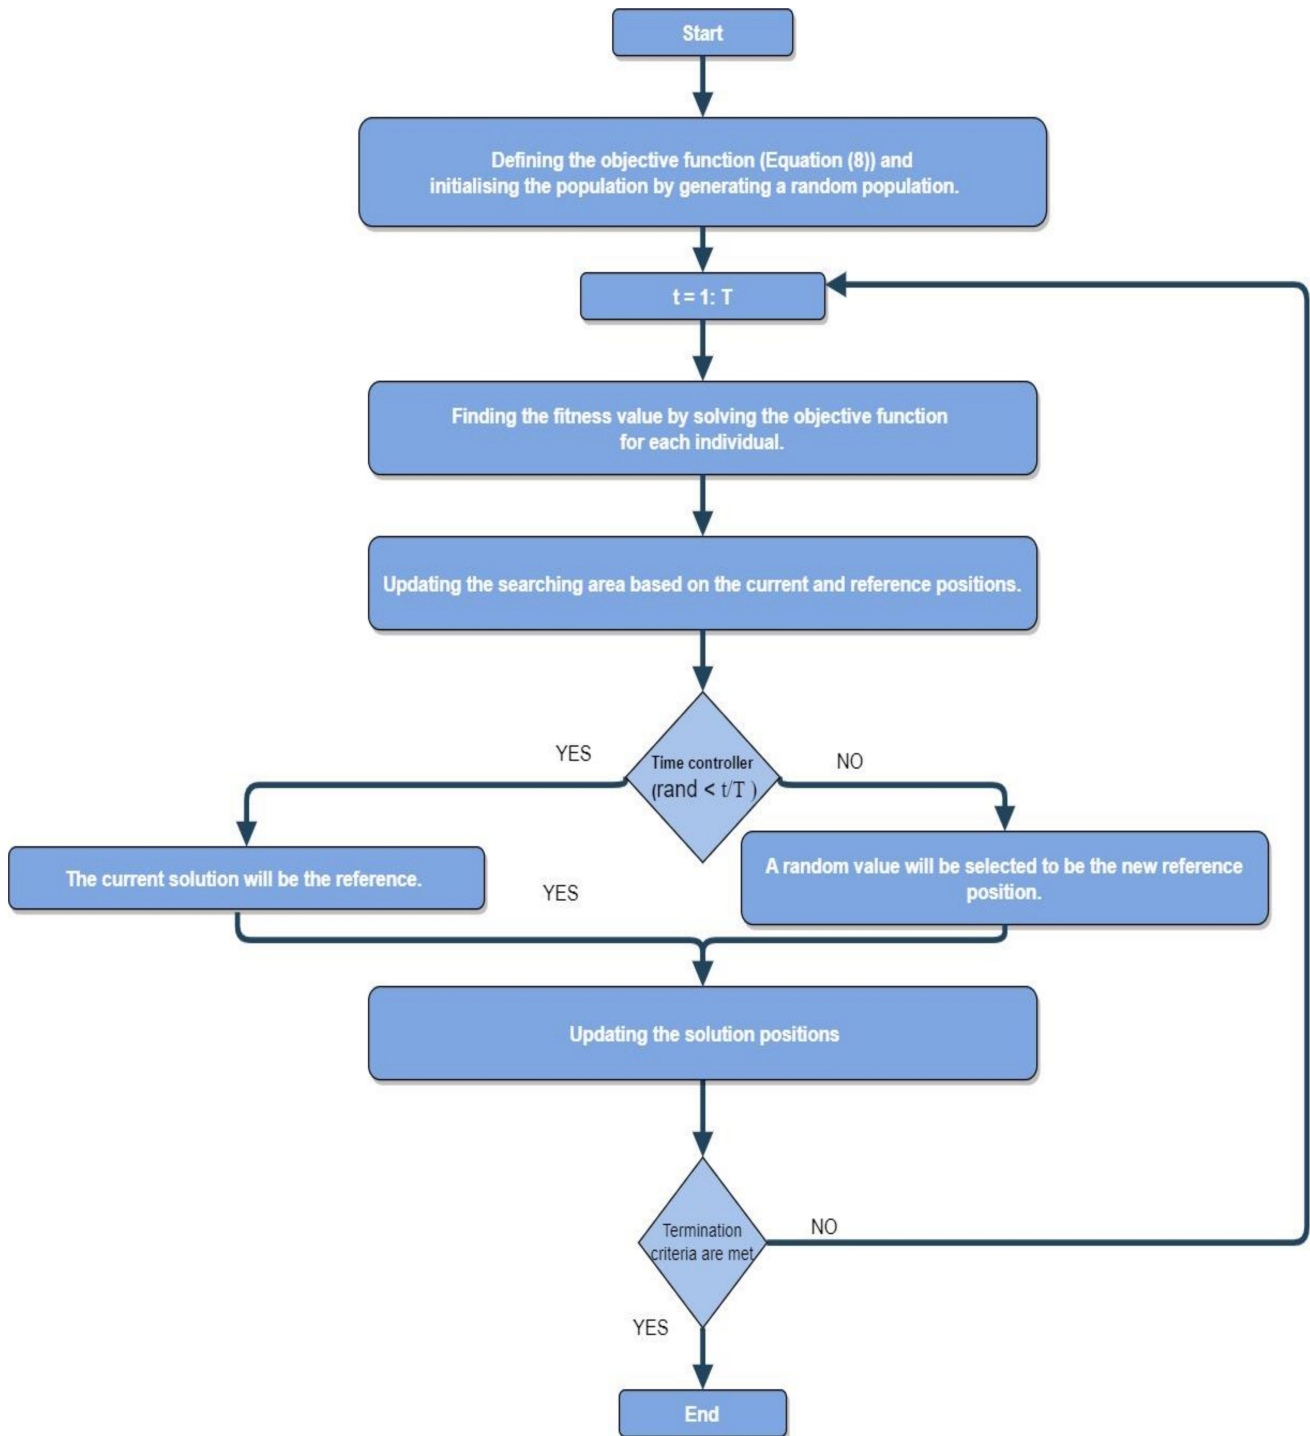 Start
Defining the objective function (Equation (8)) and
initialising the population by generating a random population.
t = 1: T
Finding the fitness value by solving the objective function
for each individual.
Updating the searching area based on the current and reference positions.
YES
Time controller
(rand < t/T )
NO
The current solution will be the reference.
YES
A random value will be selected to be the new reference
position.
Updating the solution positions
Termination
criteria are met
NO
YES
End